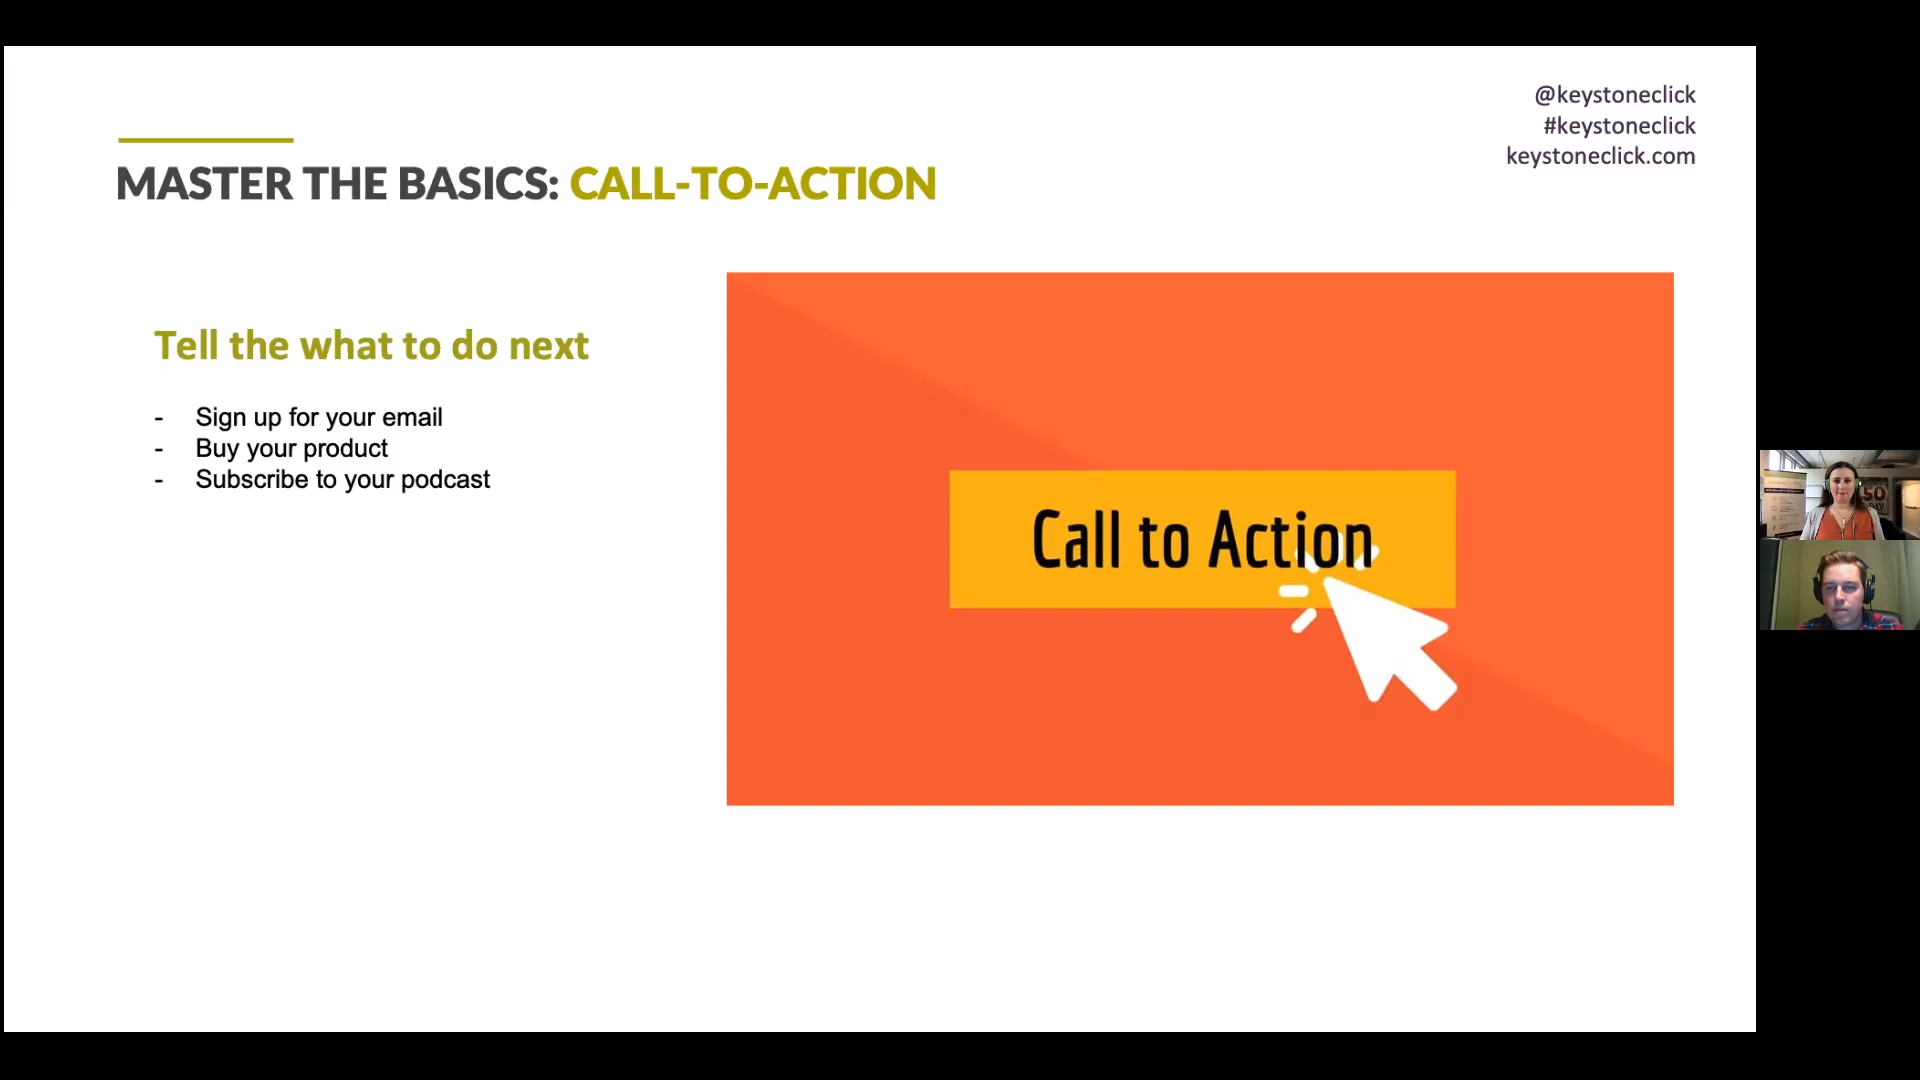 @keystoneclick
#keystoneclick
keystoneclick.com
MASTER THE BASICS: CALL-TO-ACTION
Tell the what to do next
- Sign up for your email
- Buy your product
- Subscribe to your podcast
Call to Action
50